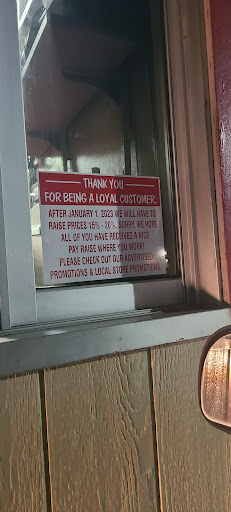 THANK YOU
FOR BEING A LOYAL CUSTOMER.
AFTER JANUARY 1, 2023 WE WILL HAVE TO
RAISE PRICES 15% - 20%. SORRY, WE HOPE
ALL OF YOU HAVE RECEIVED A NICE
PAY RAISE WHERE YOU WORK!
PLEASE CHECK OUT OUR ADVERTISED
PROMOTIONS & LOCAL STORE PROMOTIONS.